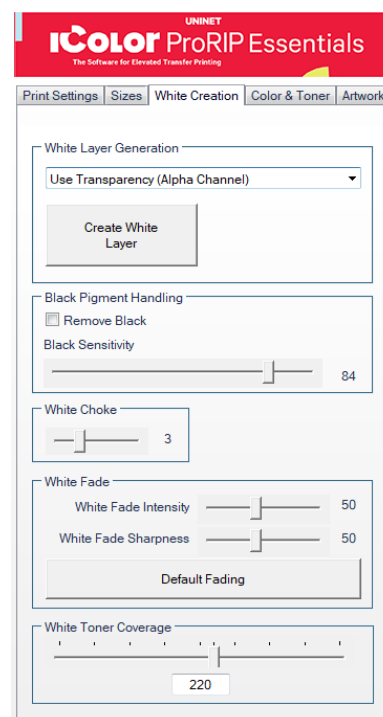 UNINET
IColor ProRIP Essentials
The Software for Elevated Transfer Printing
Print Settings Sizes White Creation Color & Toner Artwork
White Layer Generation
Use Transparency (Alpha Channel)
Create White
Layer
Black Pigment Handling
Remove Black
Black Sensitivity
84
White Choke
3
White Fade
White Fade Intensity 50
White Fade Sharpness 50
Default Fading
White Toner Coverage
220